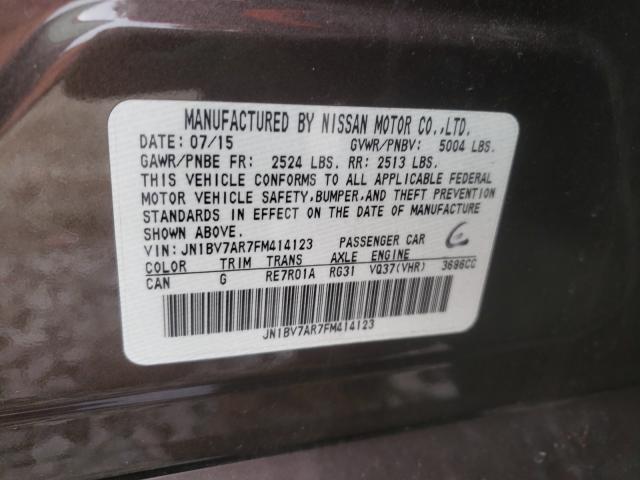 MANUFACTURED BY NISSAN MOTOR CO.,LTD.
DATE: 07/15 GVWR/PNBV: 5004 LBS.
GAWR/PNBE FR: 2524 LBS. RR: 2513 LBS.
THIS VEHICLE CONFORMS TO ALL APPLICABLE FEDERAL
MOTOR VEHICLE SAFETY,BUMPER,AND THEFT PREVENTION
STANDARDS IN EFFECT ON THE DATE OF MANUFACTURE
SHOWN ABOVE.
VIN: JN1BV7AR7FM414123 PASSENGER CAR
COLOR TRIM TRANS AXLE ENGINE
CAN G RE7R01A RG31 VQ37(VHR) 3696CC
JN1BV7AR7FM414123